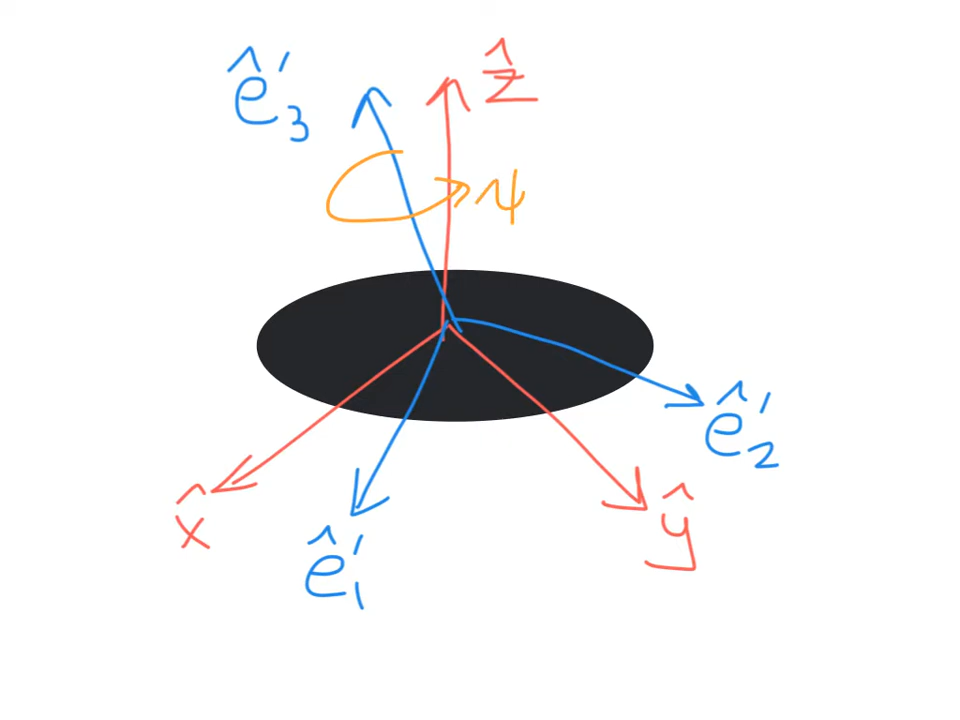 ê′₃
ẑ
ψ
ê′₂
x̂
ŷ
ê′₁